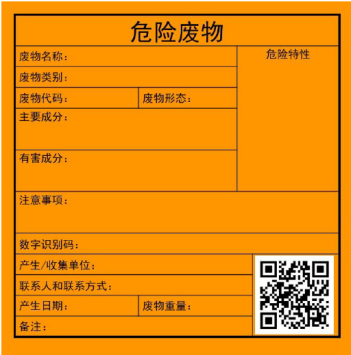 危险废物
废物名称：
危险特性
废物类别：
废物代码：
废物形态：
主要成分：
有害成分：
注意事项：
数字识别码：
产生/收集单位：
联系人和联系方式：
产生日期：
废物重量：
备注：